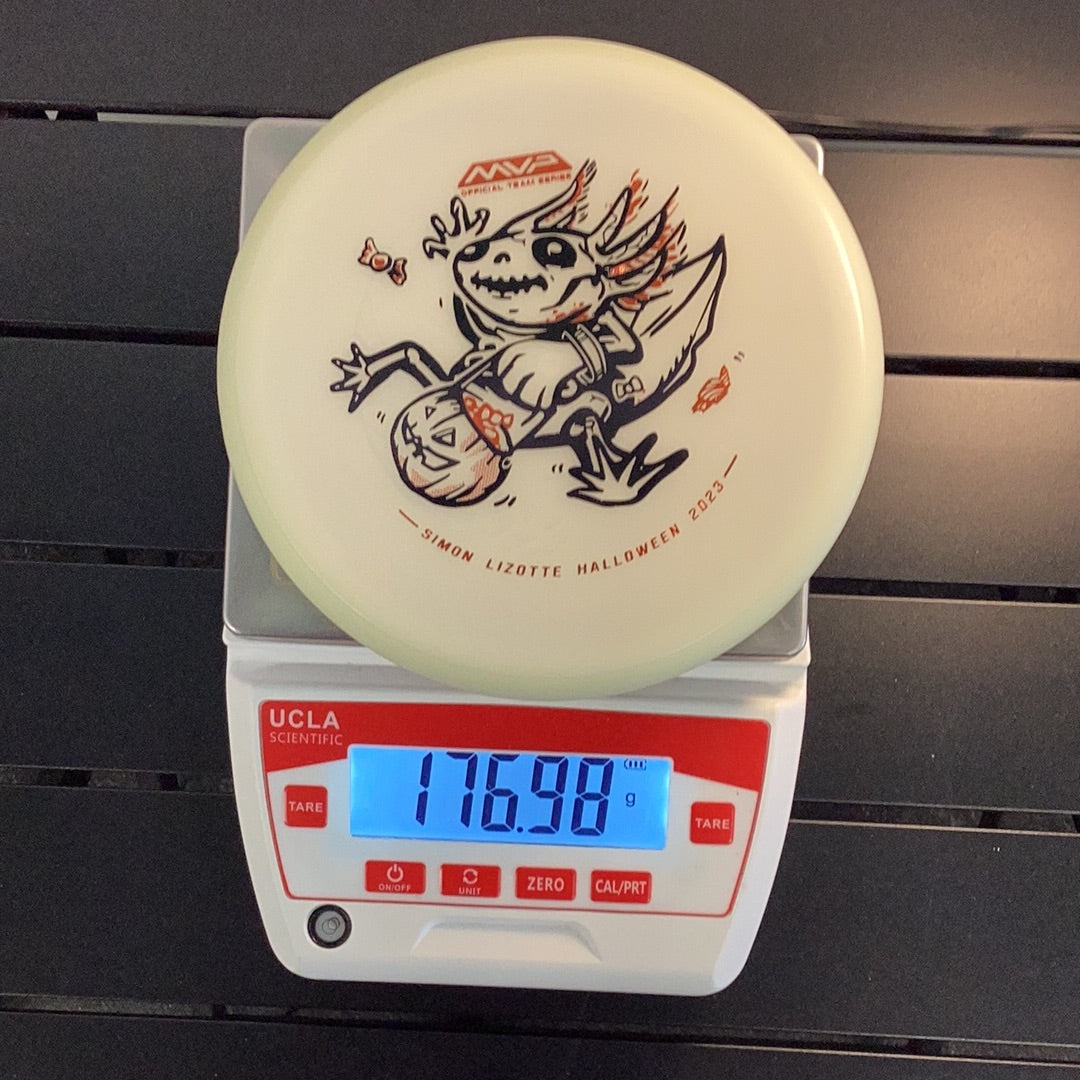 MVP
OFFICIAL TEAM SERIES
SIMON LIZOTTE HALLOWEEN 2023
UCLA
SCIENTIFIC
176.98 g
TARE
TARE
ON/OFF
UNIT
ZERO
CAL/PRT